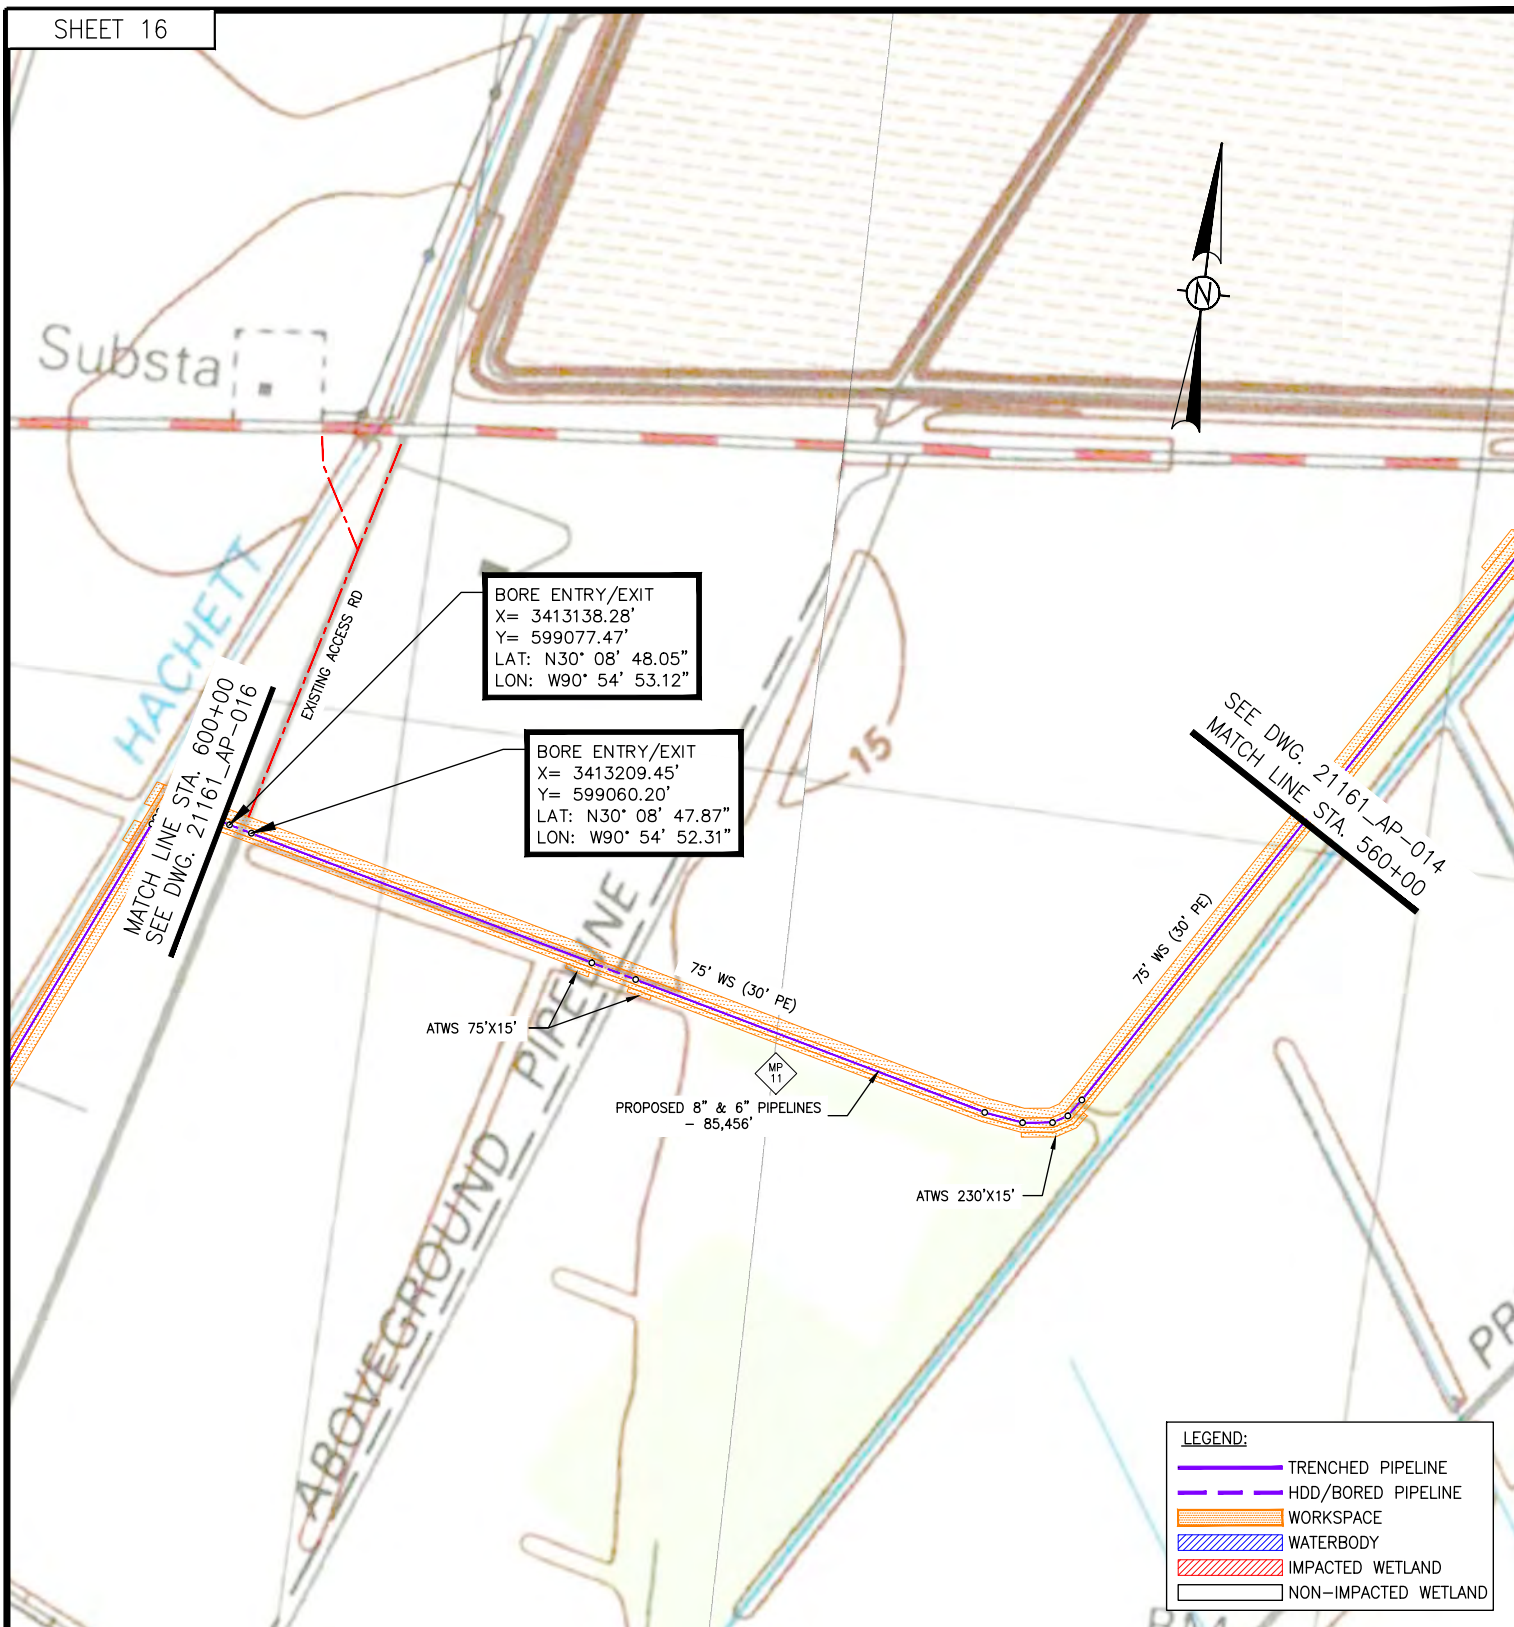 SHEET 16
N
Substa
HACHETT
EXISTING ACCESS RD
BORE ENTRY/EXIT
X= 3413138.28'
Y= 599077.47'
LAT: N30° 08' 48.05"
LON: W90° 54' 53.12"
BORE ENTRY/EXIT
X= 3413209.45'
Y= 599060.20'
LAT: N30° 08' 47.87"
LON: W90° 54' 52.31"
15
MATCH LINE STA. 600+00
SEE DWG. 21161_AP-016
SEE DWG. 21161_AP-014
MATCH LINE STA. 560+00
75' WS (30' PE)
75' WS (30' PE)
ATWS 75'X15'
MP
11
PROPOSED 8" & 6" PIPELINES
- 85,456'
ATWS 230'X15'
ABOVEGROUND PIPELINE
PP
LEGEND:
TRENCHED PIPELINE
HDD/BORED PIPELINE
WORKSPACE
WATERBODY
IMPACTED WETLAND
NON-IMPACTED WETLAND